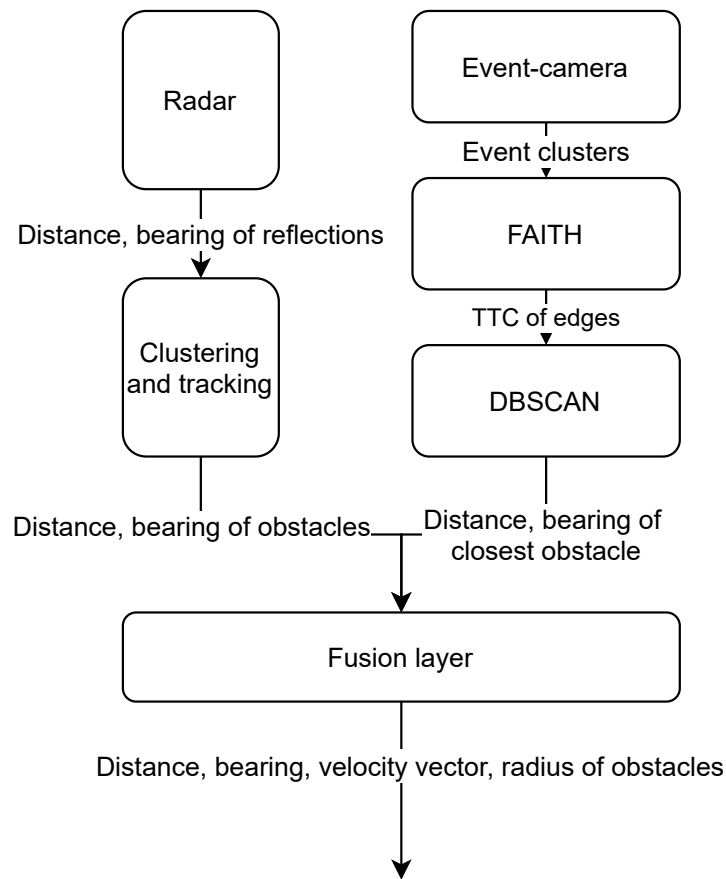 Radar
Event-camera
Event clusters
Distance, bearing of reflections
FAITH
TTC of edges
Clustering
and tracking
DBSCAN
Distance, bearing of obstacles
Distance, bearing of
closest obstacle
Fusion layer
Distance, bearing, velocity vector, radius of obstacles